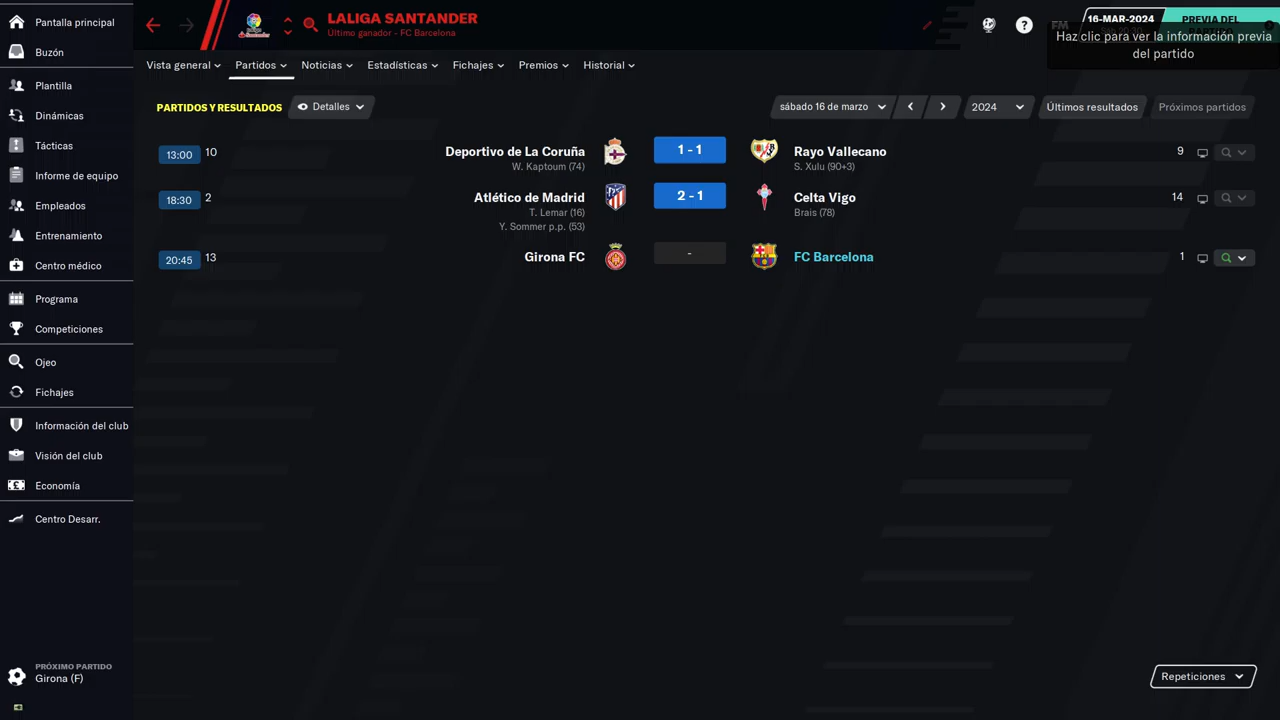 Pantalla principal
Buzón
Plantilla
Dinámicas
Tácticas
Informe de equipo
Empleados
Entrenamiento
Centro médico
Programa
Competiciones
Ojeo
Fichajes
Información del club
Visión del club
Economía
Centro Desarr.
PRÓXIMO PARTIDO
Girona (F)
LALIGA SANTANDER
Último ganador - FC Barcelona
FM
16-MAR-2024
PREVIA DEL
Haz clic para ver la información previa
del partido
Vista general Partidos Noticias Estadísticas Fichajes Premios Historial
PARTIDOS Y RESULTADOS Detalles sábado 16 de marzo 2024 Últimos resultados Próximos partidos
13:00 10 Deportivo de La Coruña 1 - 1 Rayo Vallecano 9
W. Kaptoum (74) S. Xulu (90+3)
18:30 2 Atlético de Madrid 2 - 1 Celta Vigo 14
T. Lemar (16) Brais (78)
Y. Sommer p.p. (53)
20:45 13 Girona FC - FC Barcelona 1
Repeticiones